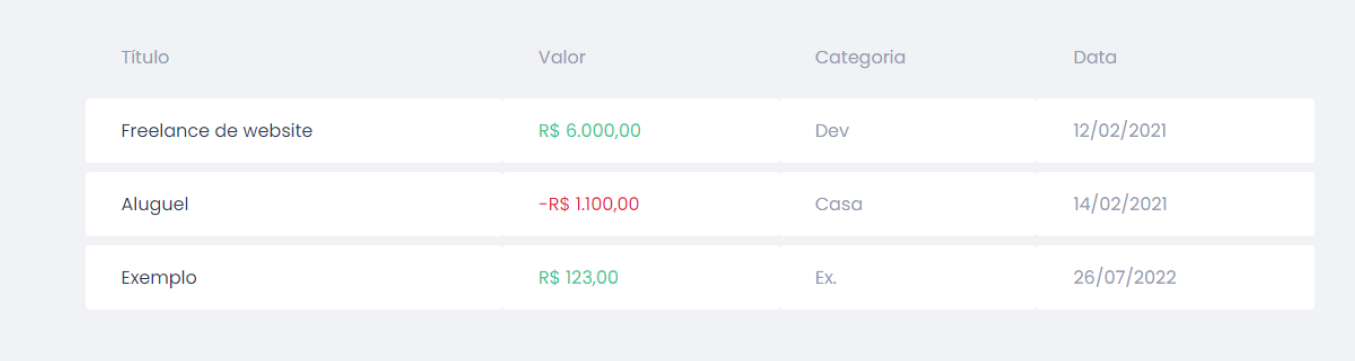 Título Valor Categoria Data
Freelance de website R$ 6.000,00 Dev 12/02/2021
Aluguel -R$ 1.100,00 Casa 14/02/2021
Exemplo R$ 123,00 Ex. 26/07/2022